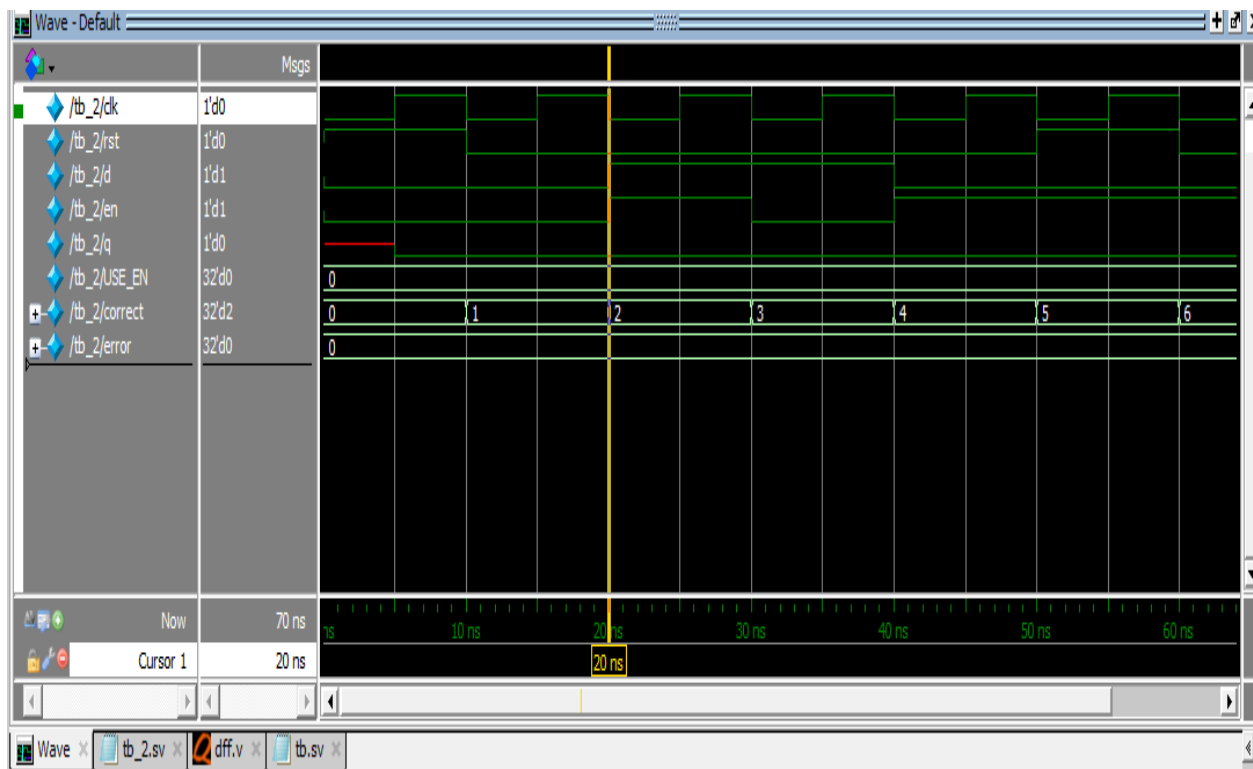 Wave - Default
Msgs
/tb_2/clk 1'd0
/tb_2/rst 1'd0
/tb_2/d 1'd1
/tb_2/en 1'd1
/tb_2/q 1'd0
/tb_2/USE_EN 32'd0 0
/tb_2/correct 32'd2 0 1 2 3 4 5 6
/tb_2/error 32'd0 0
Now 70 ns ns 10 ns 20 ns 30 ns 40 ns 50 ns 60 ns
Cursor 1 20 ns 20 ns
Wave tb_2.sv dff.v tb.sv